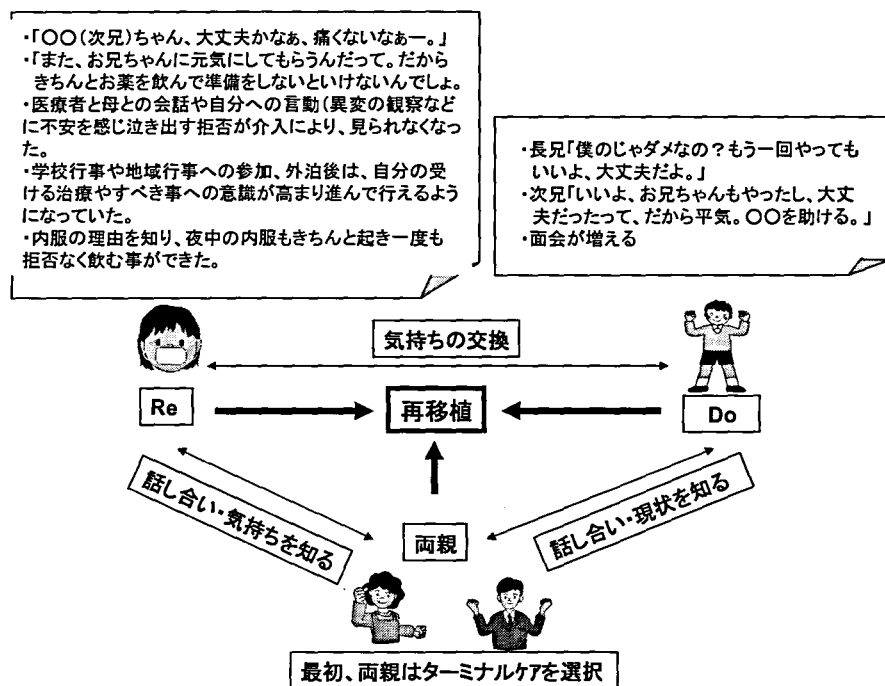 ・「〇〇(次兄)ちゃん、大丈夫かなぁ、痛くないなぁー。」
・「また、お兄ちゃんに元気にしてもらうんだって。だから
きちんとお薬を飲んで準備をしないといけないんでしょ。
・医療者と母との会話や自分への言動(異変の観察など
に不安を感じ泣き出す拒否が介入により、見られなくなっ
た。
・学校行事や地域行事への参加、外泊後は、自分の受
ける治療やすべき事への意識が高まり進んで行えるよう
になっていた。
・内服の理由を知り、夜中の内服もきちんと起き一度も
拒否なく飲む事ができた。
・長兄「僕のじゃダメなの？もう一回やっても
いいよ、大丈夫だよ。」
・次兄「いいよ、お兄ちゃんもやったし、大丈
夫だったって、だから平気。〇〇を助ける。」
・面会が増える
気持ちの交換
Re
再移植
Do
話し合い・気持ちを知る
両親
話し合い・現状を知る
最初、両親はターミナルケアを選択